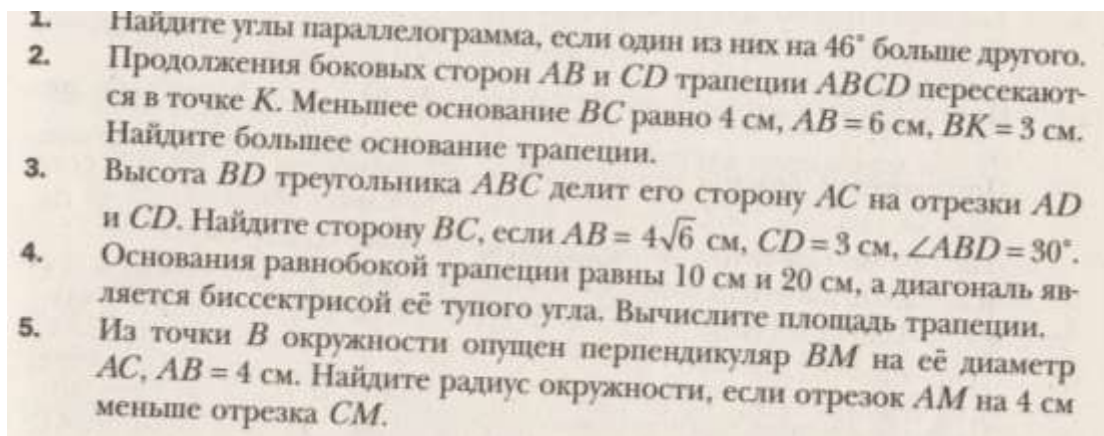 1. Найдите углы параллелограмма, если один из них на 46° больше другого.
2. Продолжения боковых сторон AB и CD трапеции ABCD пересекают-
ся в точке K. Меньшее основание BC равно 4 см, AB = 6 см, BK = 3 см.
Найдите большее основание трапеции.
3. Высота BD треугольника ABC делит его сторону AC на отрезки AD
и CD. Найдите сторону BC, если AB = 4√6 см, CD = 3 см, ∠ABD = 30°.
4. Основания равнобокой трапеции равны 10 см и 20 см, а диагональ яв-
ляется биссектрисой её тупого угла. Вычислите площадь трапеции.
5. Из точки B окружности опущен перпендикуляр BM на её диаметр
AC, AB = 4 см. Найдите радиус окружности, если отрезок AM на 4 см
меньше отрезка CM.